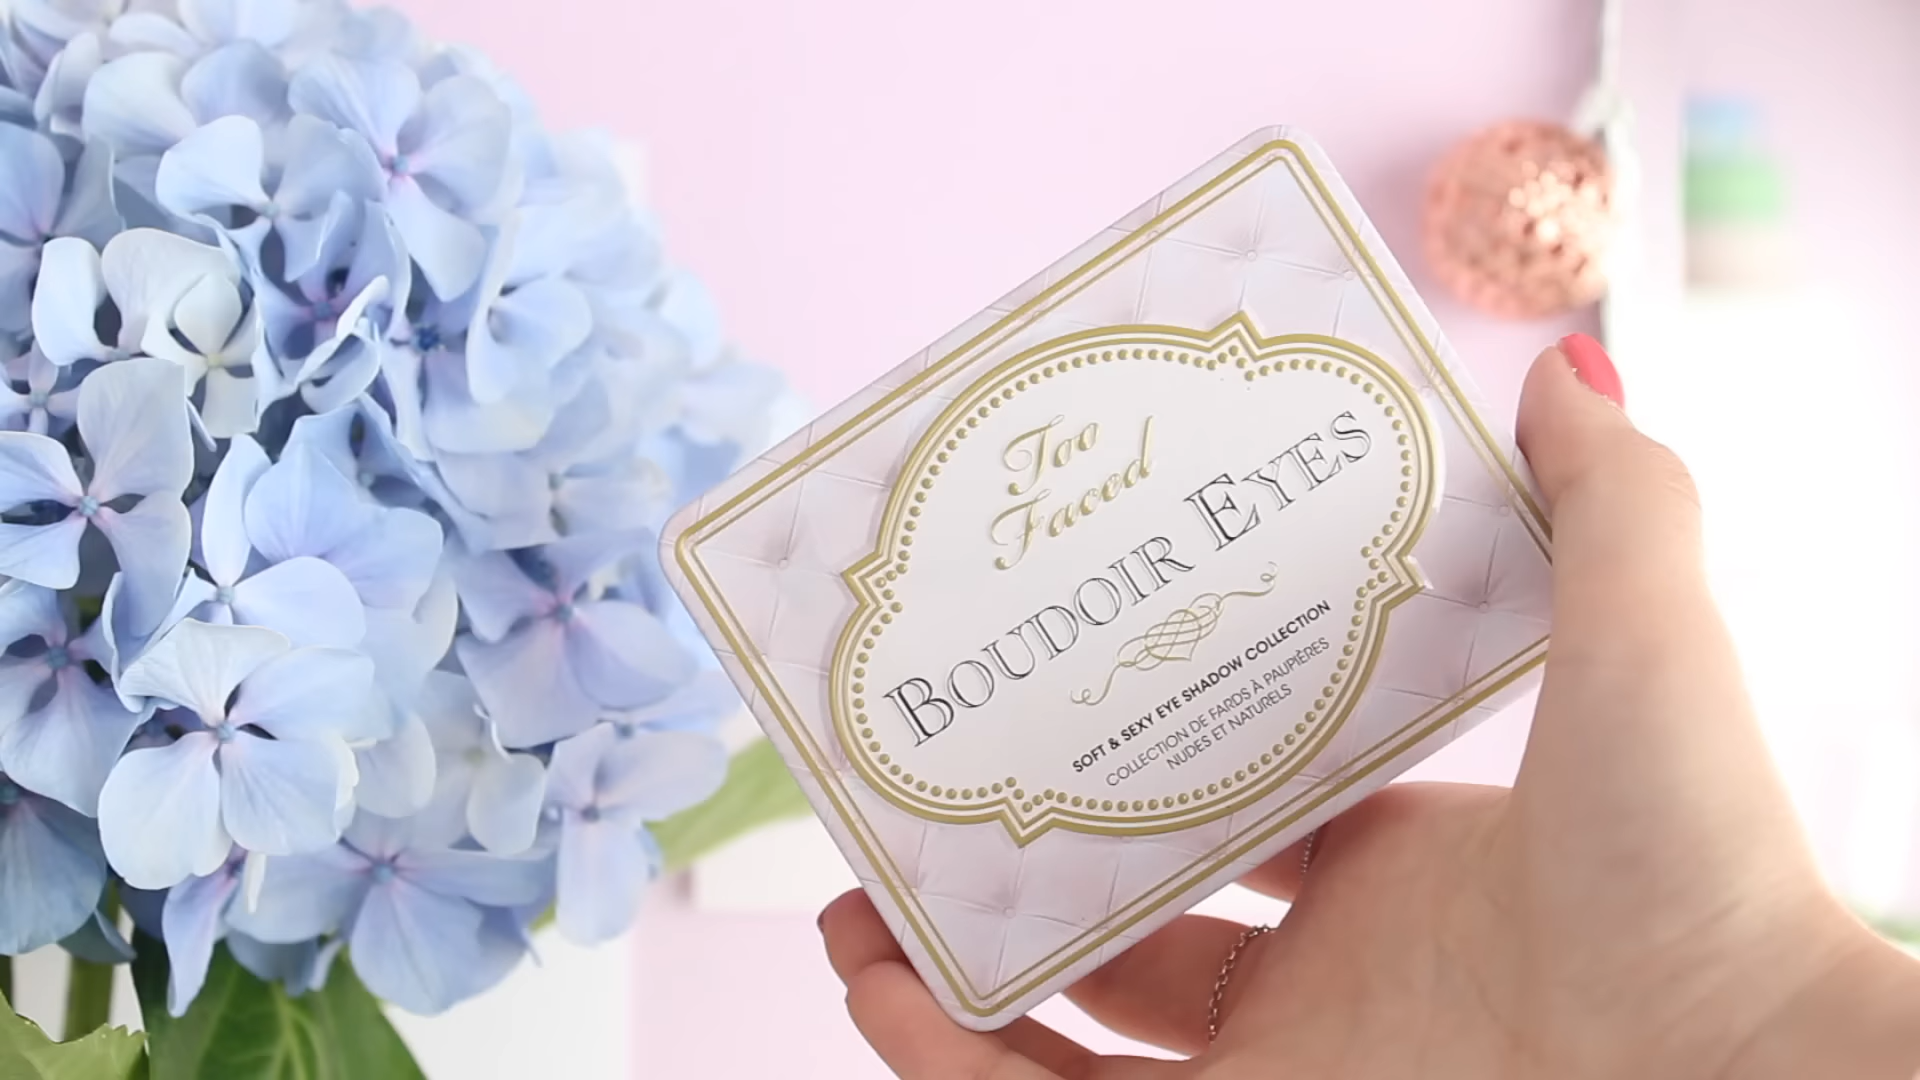 Too
Faced
BOUDOIR EYES
SOFT & SEXY EYE SHADOW COLLECTION
COLLECTION DE FARDS À PAUPIÈRES
NUDES ET NATURELS